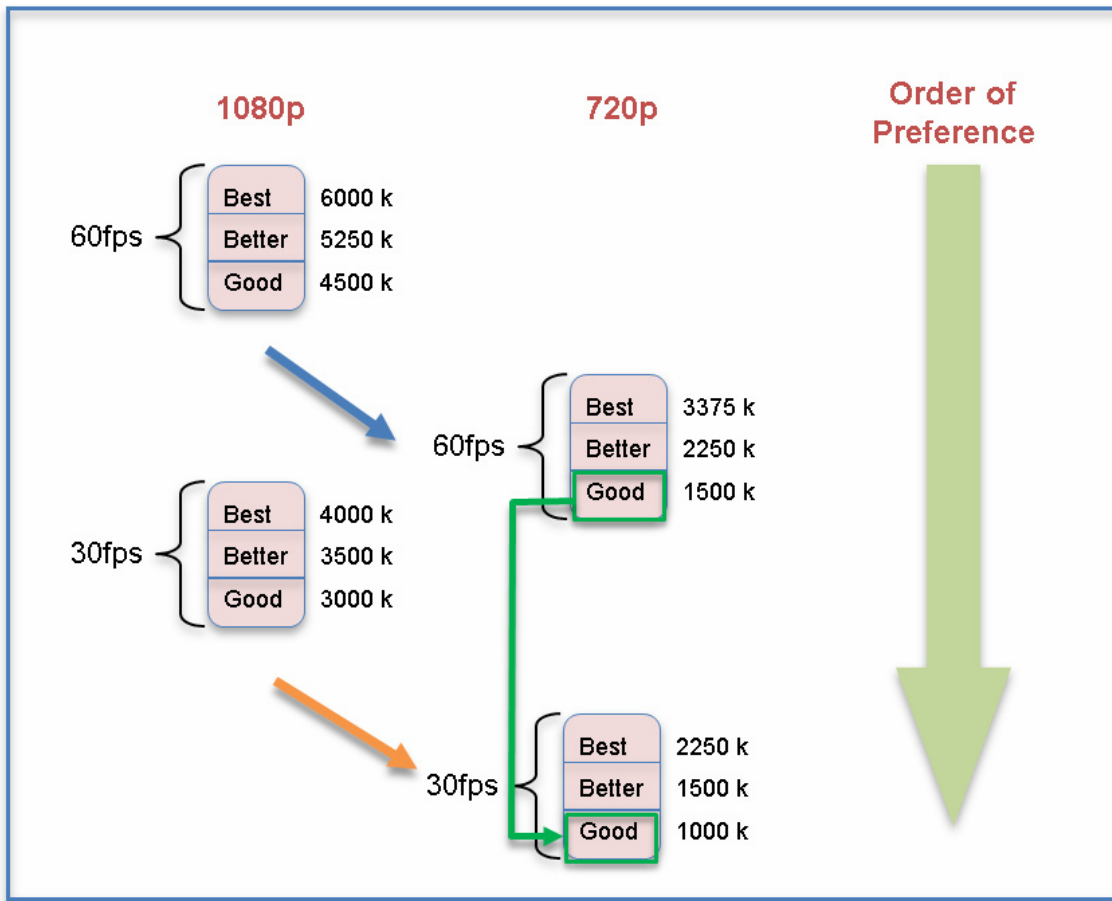 1080p
720p
Order of
Preference
60fps
Best 6000 k
Better 5250 k
Good 4500 k
60fps
Best 3375 k
Better 2250 k
Good 1500 k
30fps
Best 4000 k
Better 3500 k
Good 3000 k
30fps
Best 2250 k
Better 1500 k
Good 1000 k